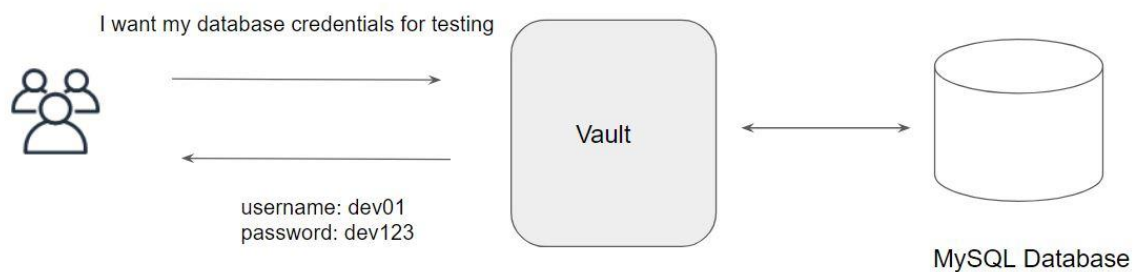 I want my database credentials for testing
Vault
username: dev01
password: dev123
MySQL Database